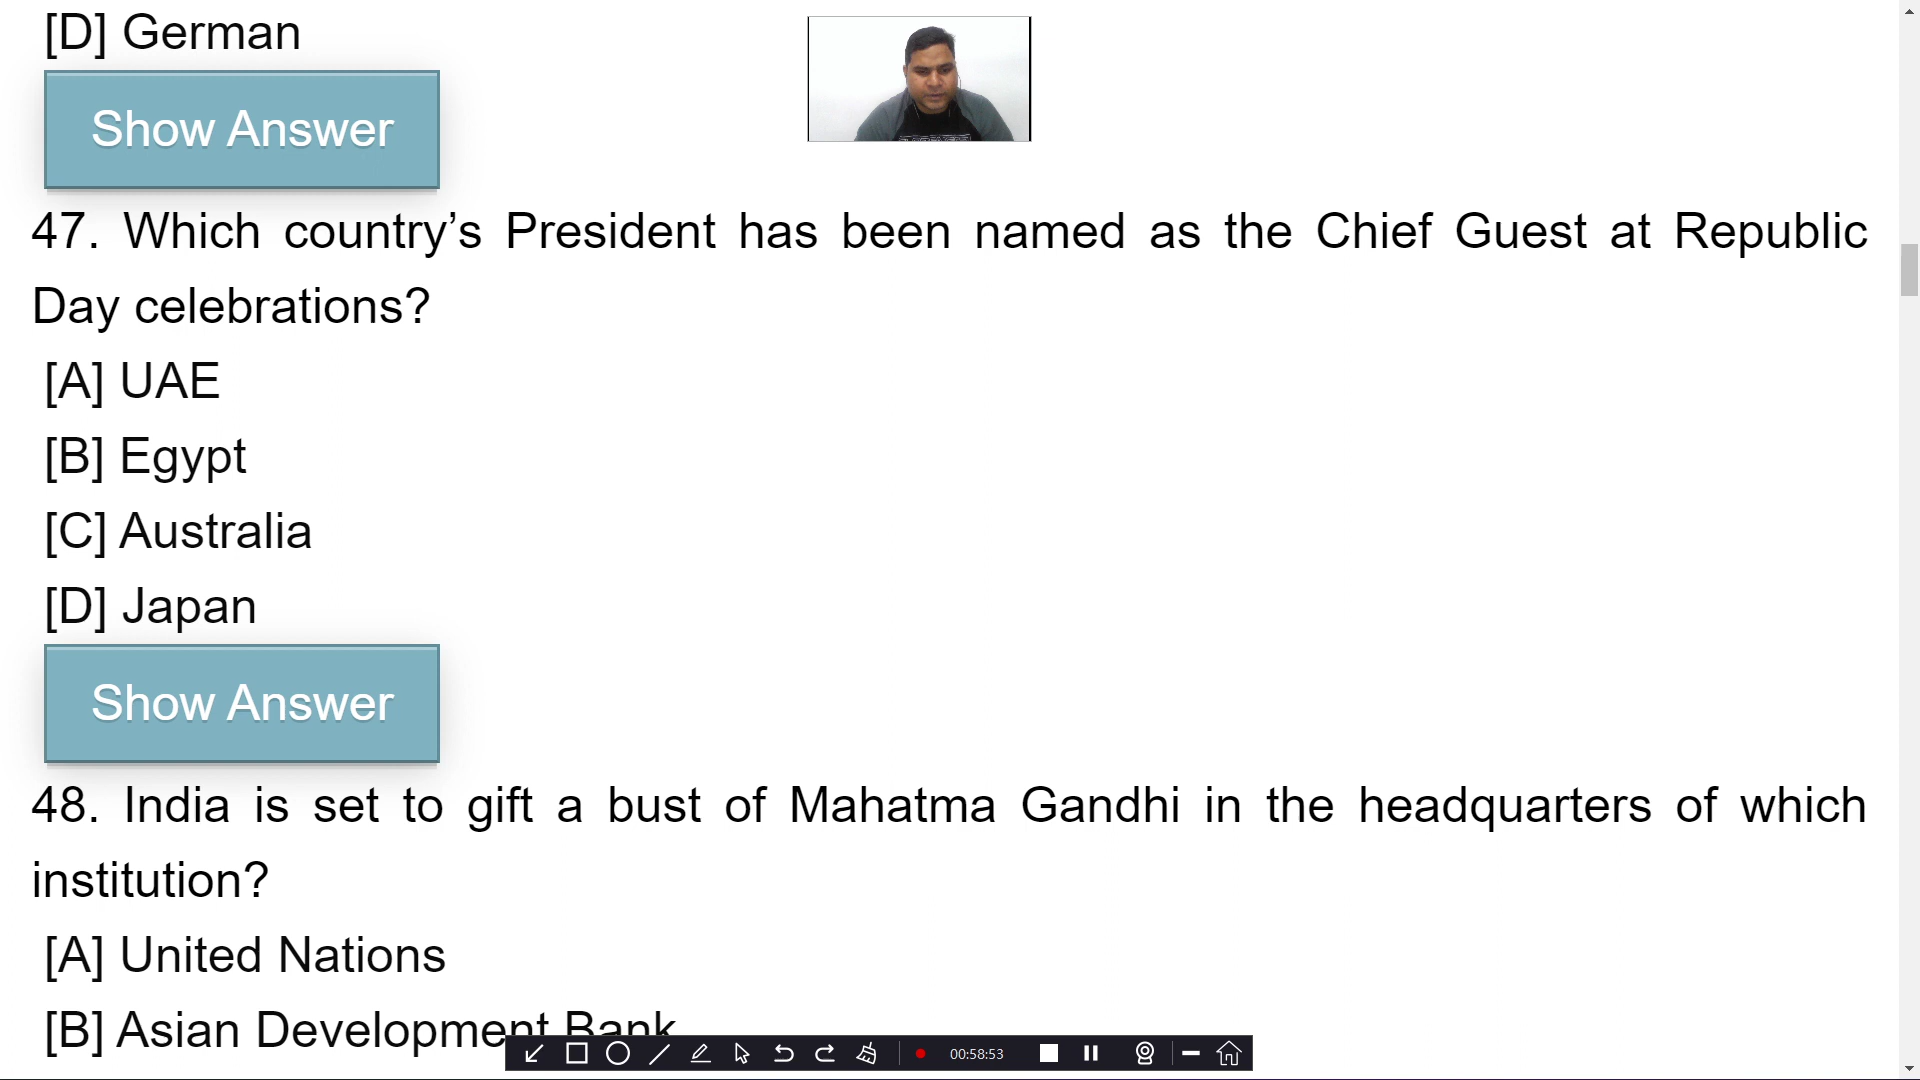 [D] German
Show Answer
47. Which country’s President has been named as the Chief Guest at Republic
Day celebrations?
[A] UAE
[B] Egypt
[C] Australia
[D] Japan
Show Answer
48. India is set to gift a bust of Mahatma Gandhi in the headquarters of which
institution?
[A] United Nations
[B] Asian Development Bank
00:58:53